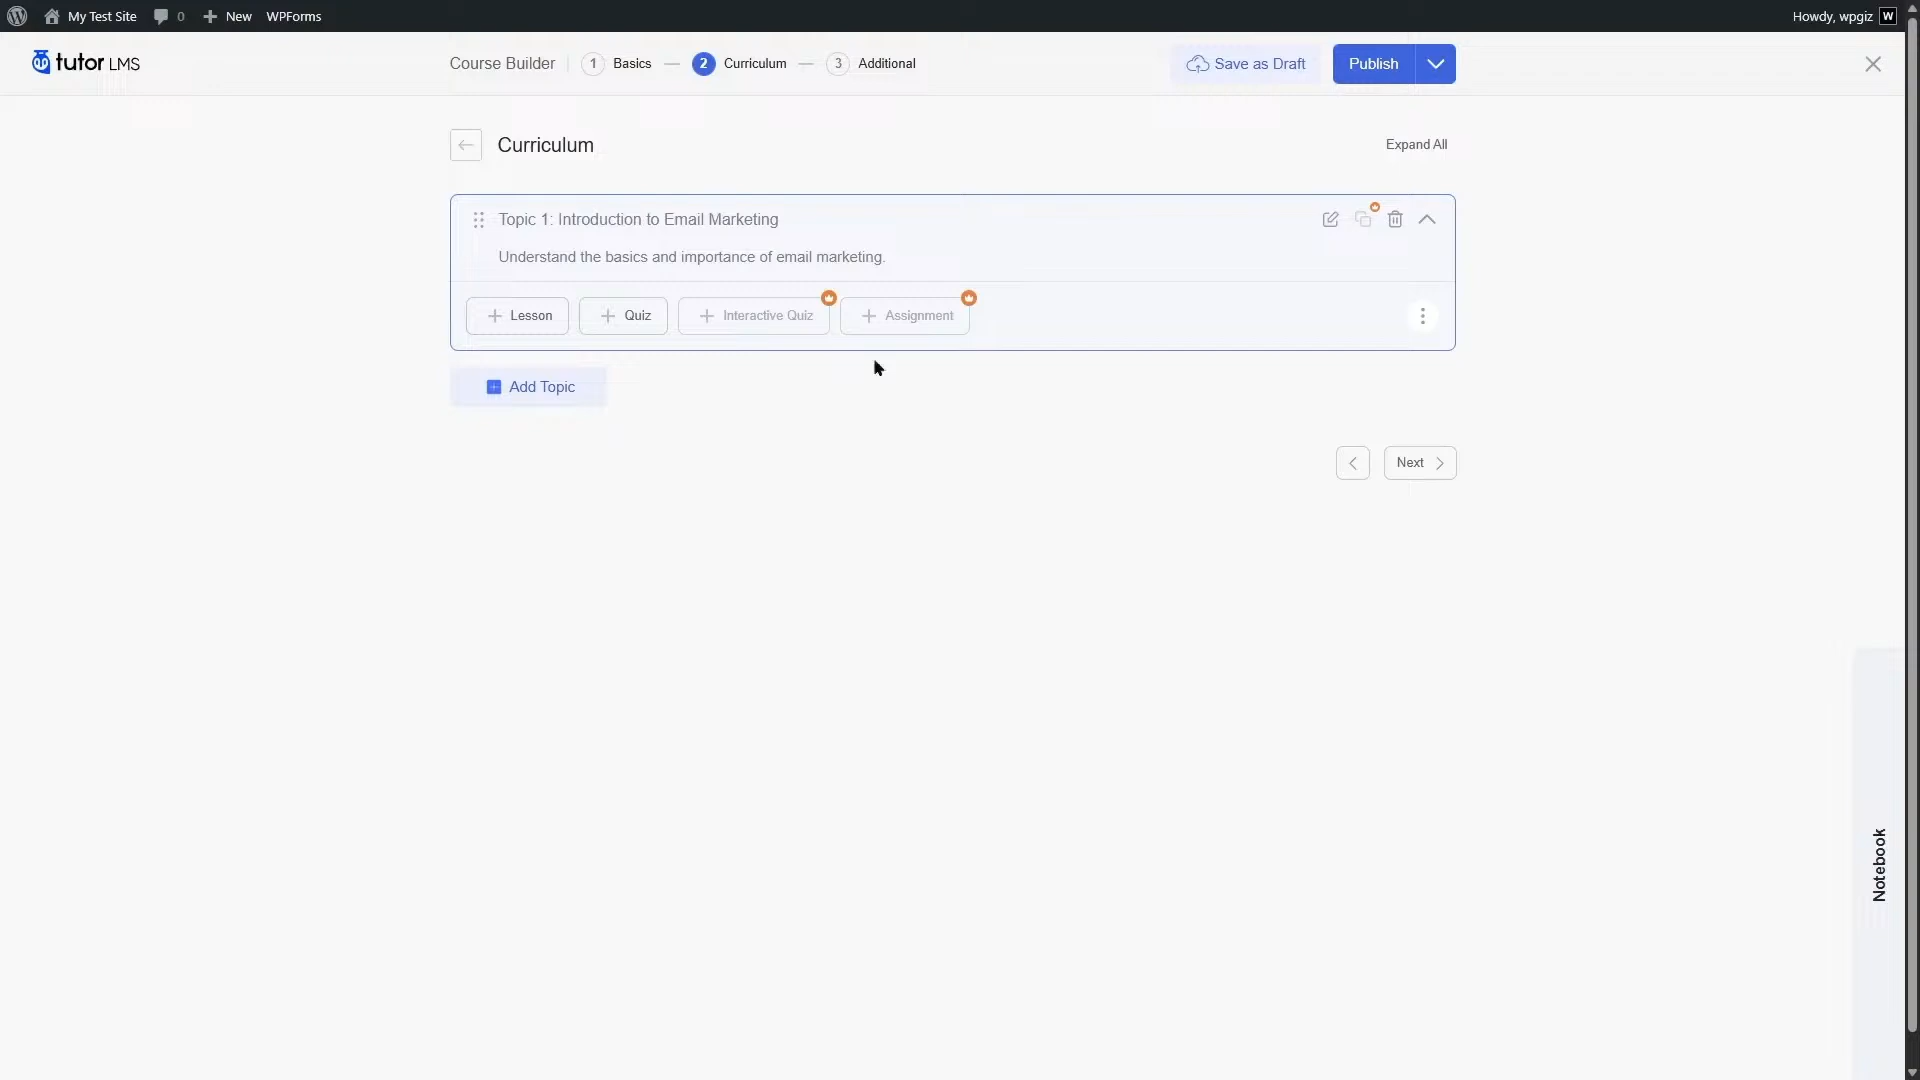 My Test Site 0 New WPForms Howdy, wpgiz W
tutor LMS Course Builder 1 Basics 2 Curriculum 3 Additional Save as Draft Publish
Curriculum Expand All
Topic 1: Introduction to Email Marketing
Understand the basics and importance of email marketing.
Lesson Quiz Interactive Quiz Assignment
Add Topic
Next
Notebook